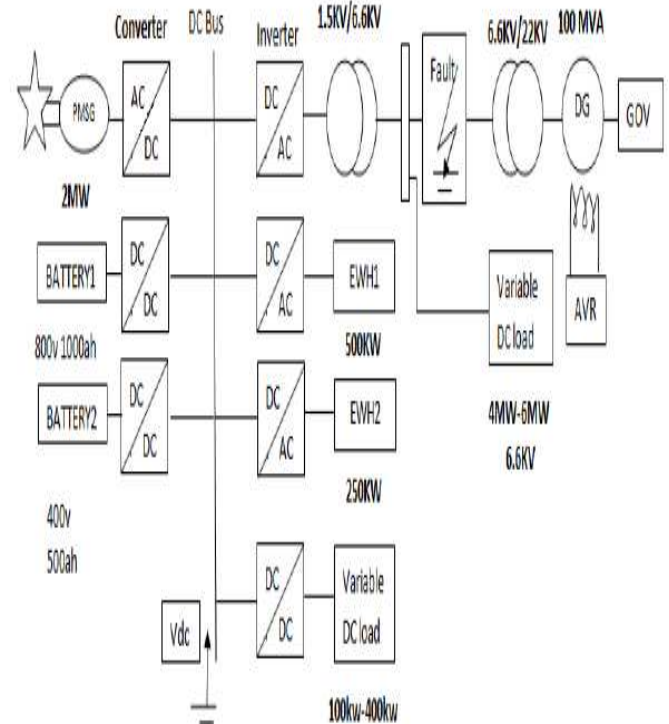 Converter DC Bus Inverter 1.5KV/6.6KV 6.6KV/22KV 100 MVA
PMSG
AC
DC
DC
AC
Fault
DG
GOV
2MW
BATTERY1
DC
DC
DC
AC
EWH1
Variable
DC load
AVR
800v 1000ah
500KW
BATTERY2
DC
DC
DC
AC
EWH2
4MW-6MW
6.6KV
250KW
400v
500ah
DC
DC
Variable
DC load
Vdc
100kw-400kw